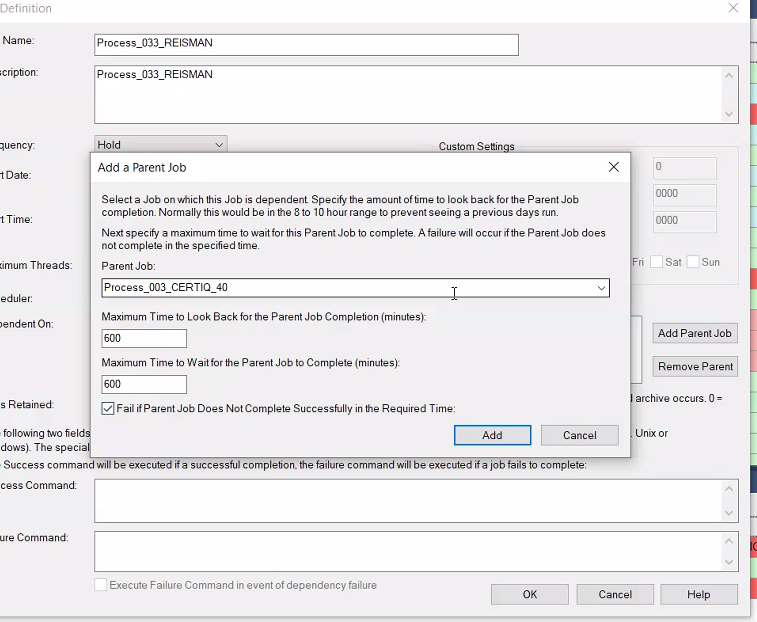 Definition
Name:
Process_033_REISMAN
scription:
Process_033_REISMAN
quency:
Hold
Custom Settings
rt Date:
0
0000
rt Time:
0000
ximum Threads:
Fri Sat Sun
eduler:
pendent On:
Add Parent Job
Remove Parent
s Retained:
d archive occurs. 0 =
following two fields
. Unix or
dows). The special
Success command will be executed if a successful completion, the failure command will be executed if a job fails to complete:
cess Command:
ure Command:
Execute Failure Command in event of dependency failure
OK Cancel Help
Add a Parent Job
Select a Job on which this Job is dependent. Specify the amount of time to look back for the Parent Job
completion. Normally this would be in the 8 to 10 hour range to prevent seeing a previous days run.
Next specify a maximum time to wait for this Parent Job to complete. A failure will occur if the Parent Job does
not complete in the specified time.
Parent Job:
Process_003_CERTIQ_40
Maximum Time to Look Back for the Parent Job Completion (minutes):
600
Maximum Time to Wait for the Parent Job to Complete (minutes):
600
Fail if Parent Job Does Not Complete Successfully in the Required Time:
Add Cancel